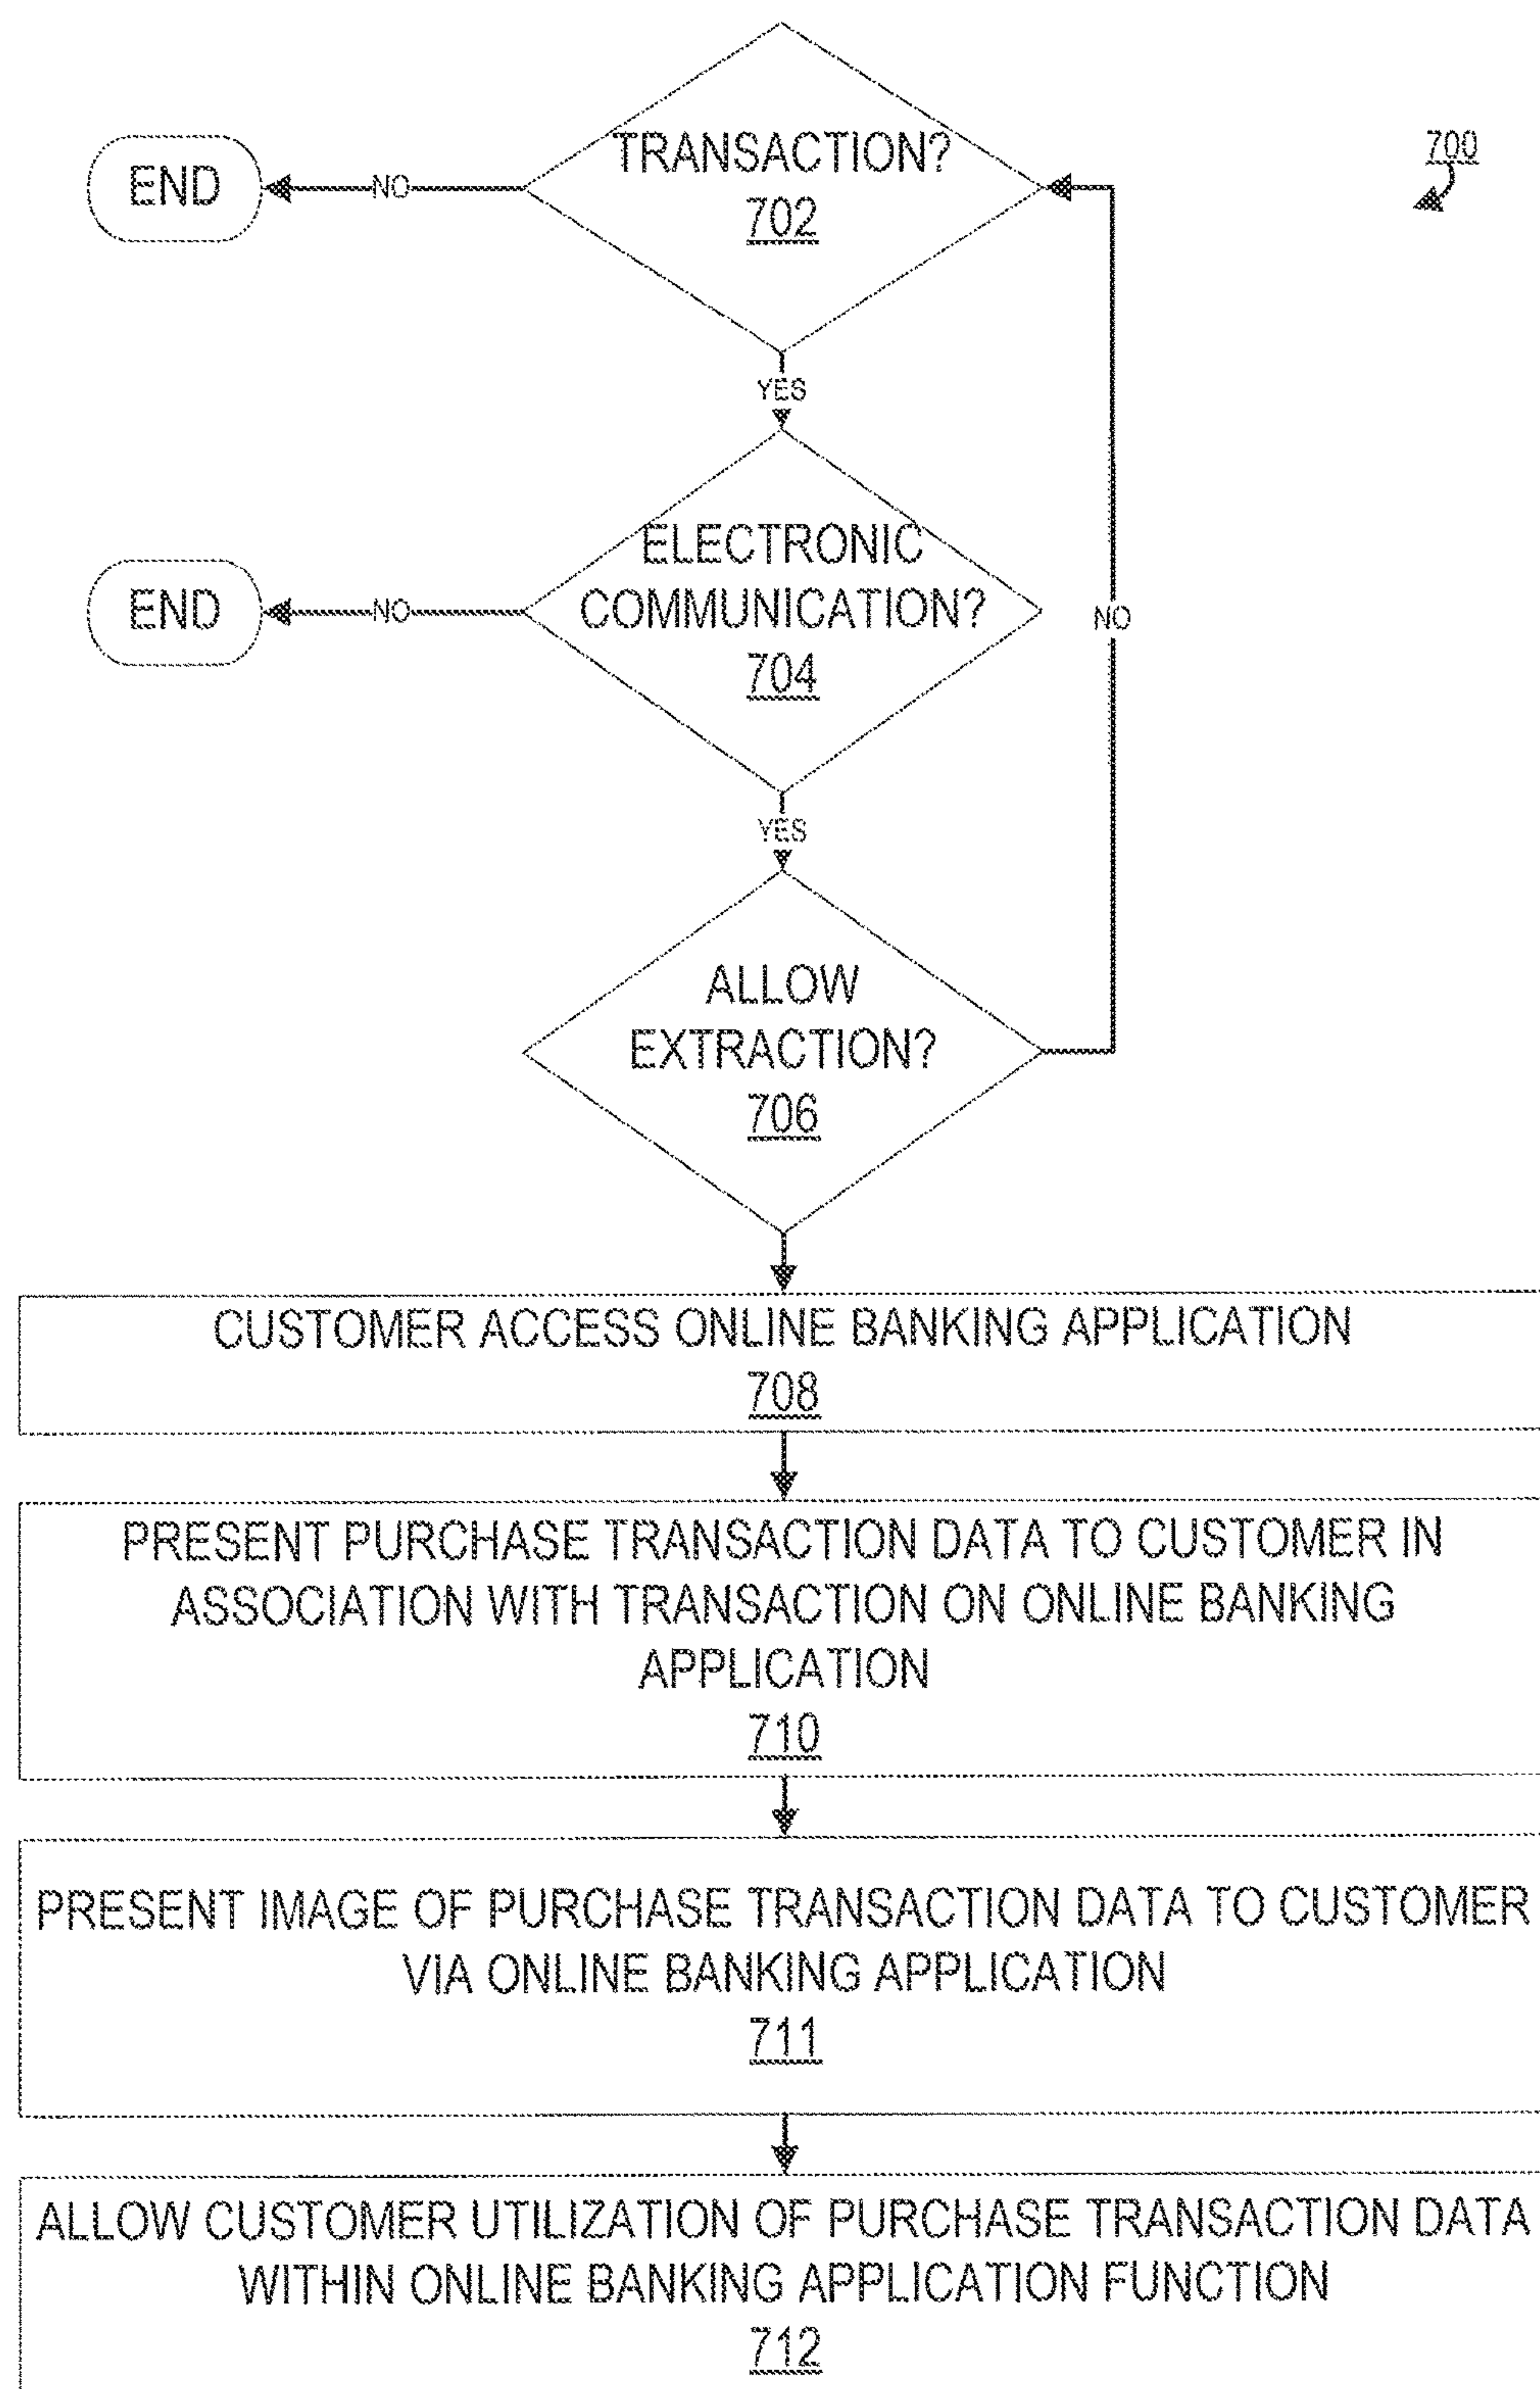 TRANSACTION?
702
END
NO
700
YES
ELECTRONIC
COMMUNICATION?
704
END
NO
NO
YES
ALLOW
EXTRACTION?
706
CUSTOMER ACCESS ONLINE BANKING APPLICATION
708
PRESENT PURCHASE TRANSACTION DATA TO CUSTOMER IN
ASSOCIATION WITH TRANSACTION ON ONLINE BANKING
APPLICATION
710
PRESENT IMAGE OF PURCHASE TRANSACTION DATA TO CUSTOMER
VIA ONLINE BANKING APPLICATION
711
ALLOW CUSTOMER UTILIZATION OF PURCHASE TRANSACTION DATA
WITHIN ONLINE BANKING APPLICATION FUNCTION
712